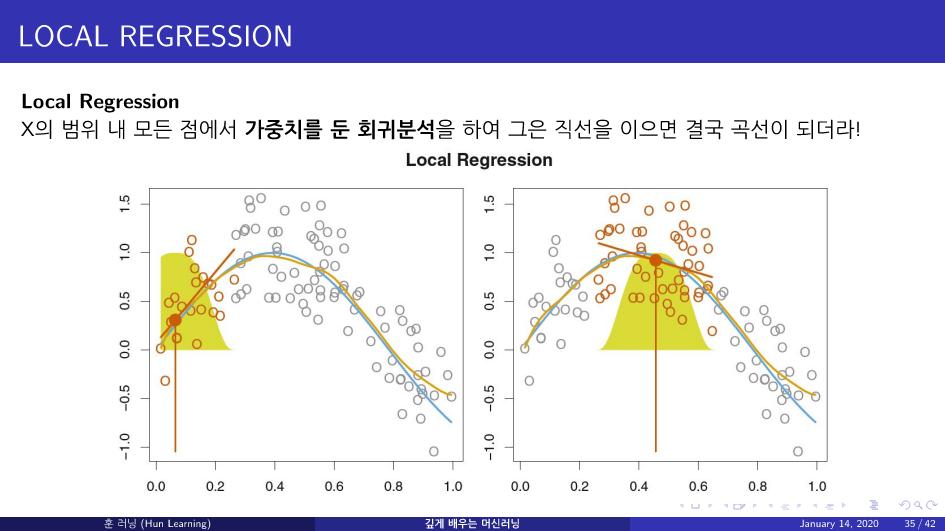 LOCAL REGRESSION
Local Regression
X의 범위 내 모든 점에서 가중치를 둔 회귀분석을 하여 그은 직선을 이으면 결국 곡선이 되더라!
Local Regression
1.5
1.0
0.5
0.0
−0.5
−1.0
0.0 0.2 0.4 0.6 0.8 1.0
1.5
1.0
0.5
0.0
−0.5
−1.0
0.0 0.2 0.4 0.6 0.8 1.0
훈 러닝 (Hun Learning) 깊게 배우는 머신러닝 January 14, 2020 35 / 42